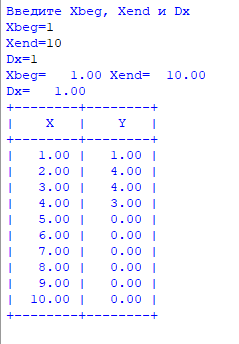 Введите Xbeg, Xend и Dx
Xbeg=1
Xend=10
Dx=1
Xbeg=   1.00 Xend=  10.00
Dx=   1.00
+--------+--------+
|    X   |    Y   |
+--------+--------+
|   1.00 |   1.00 |
|   2.00 |   4.00 |
|   3.00 |   4.00 |
|   4.00 |   3.00 |
|   5.00 |   0.00 |
|   6.00 |   0.00 |
|   7.00 |   0.00 |
|   8.00 |   0.00 |
|   9.00 |   0.00 |
|  10.00 |   0.00 |
+--------+--------+